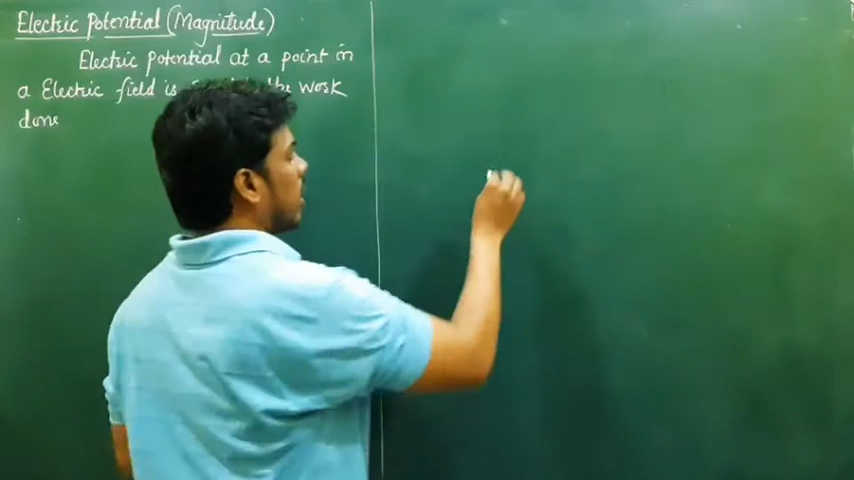 Electric Potential (Magnitude)
Electric potential at a point in
a Electric field is the work
done